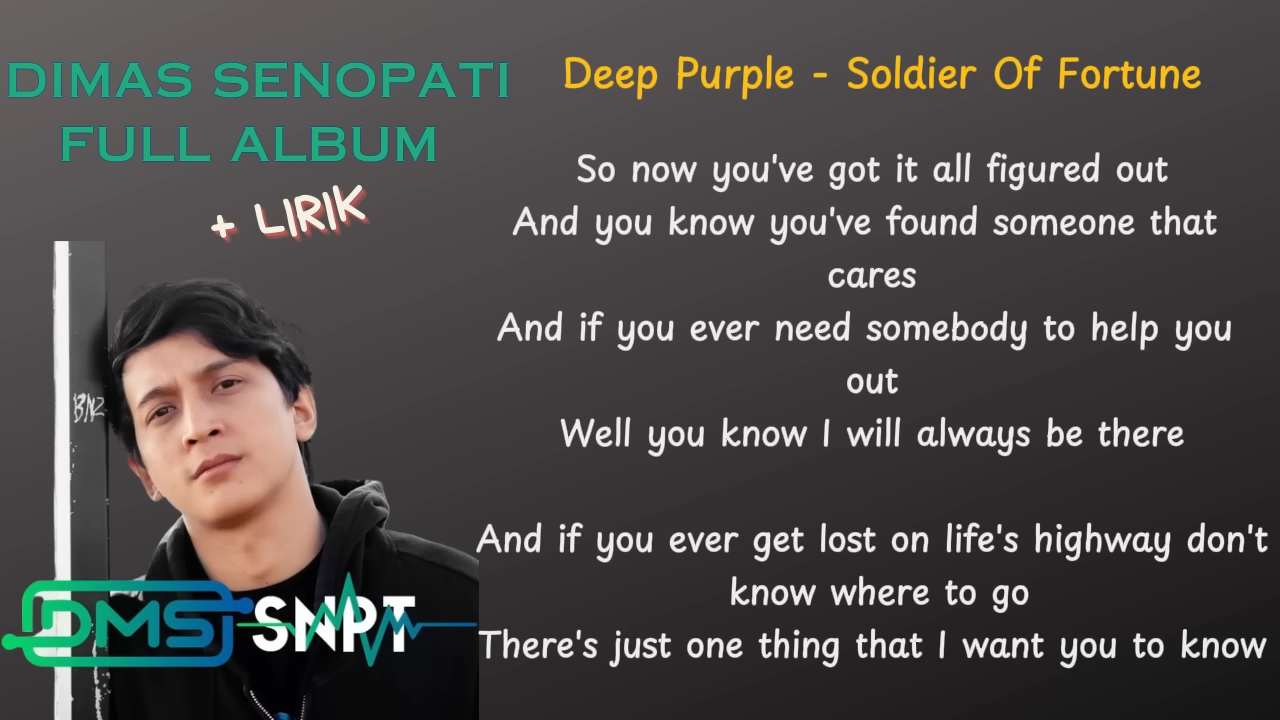 DIMAS SENOPATI
FULL ALBUM
+ LIRIK
BNZ
DMS SNPT
Deep Purple - Soldier Of Fortune
So now you've got it all figured out
And you know you've found someone that
cares
And if you ever need somebody to help you
out
Well you know I will always be there
And if you ever get lost on life's highway don't
know where to go
There's just one thing that I want you to know